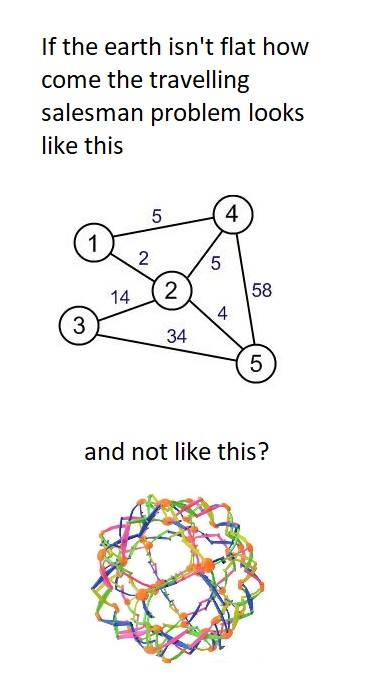 If the earth isn't flat how
come the travelling
salesman problem looks
like this
5
4
1
2
5
2
58
14
4
3
34
5
and not like this?